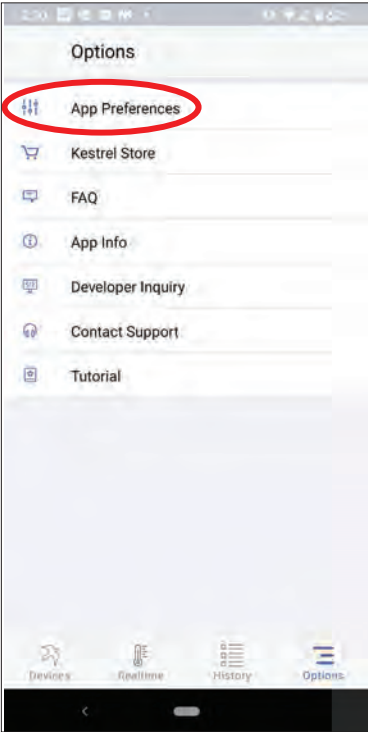 Options
App Preferences
Kestrel Store
FAQ
App Info
Developer Inquiry
Contact Support
Tutorial
Devices
Realtime
History
Options